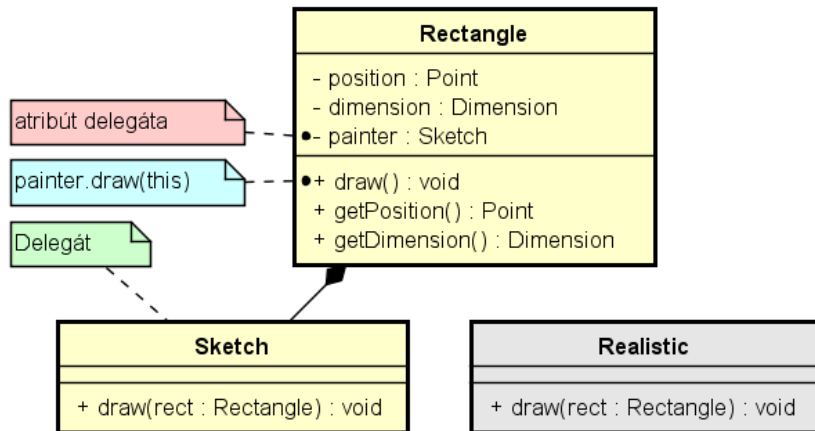 Rectangle
- position : Point
- dimension : Dimension
- painter : Sketch
+ draw() : void
+ getPosition() : Point
+ getDimension() : Dimension
atribút delegáta
painter.draw(this)
Delegát
Sketch
+ draw(rect : Rectangle) : void
Realistic
+ draw(rect : Rectangle) : void